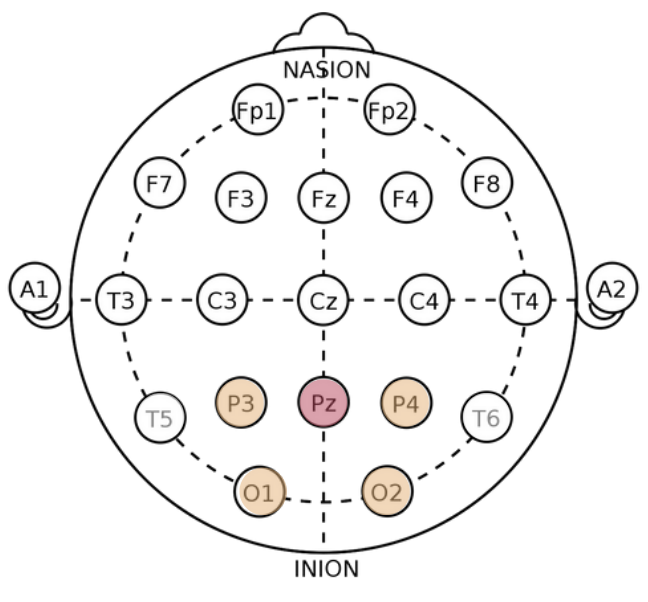 NASION
Fp1 Fp2
F7 F3 Fz F4 F8
A1 T3 C3 Cz C4 T4 A2
T5 P3 Pz P4 T6
O1 O2
INION